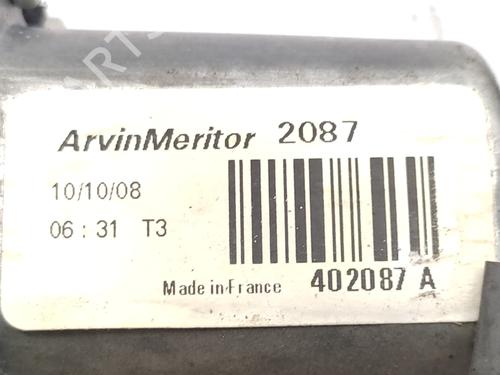 ArvinMeritor 2087
10/10/08
06 : 31 T3
Made in France 402087 A